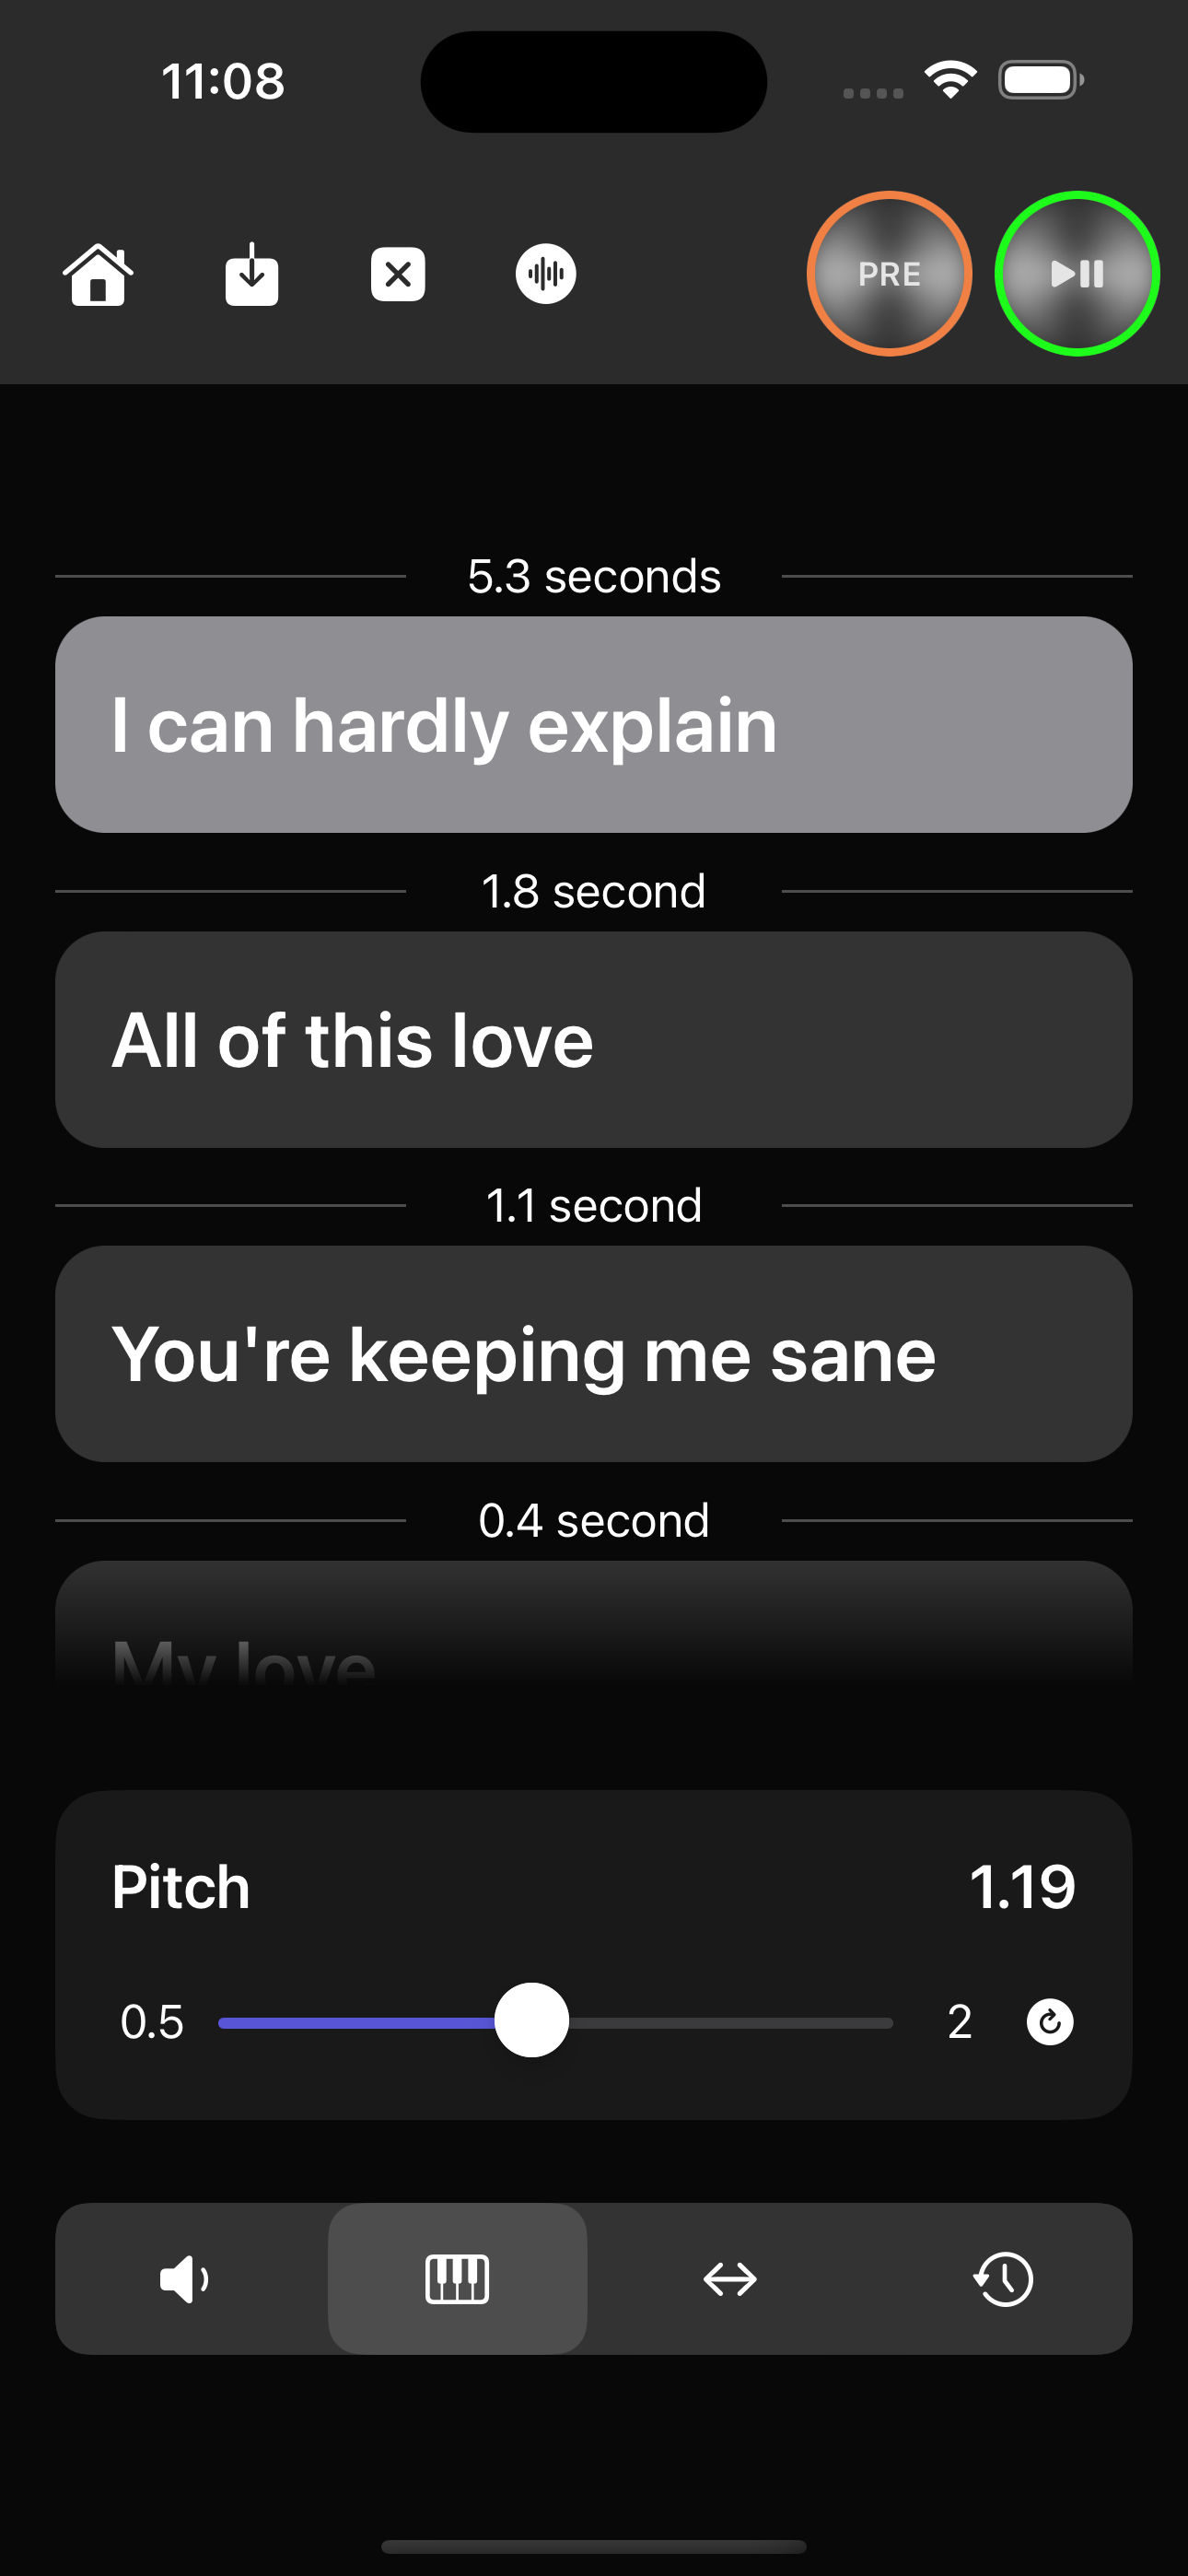 11:08
PRE
5.3 seconds
I can hardly explain
1.8 second
All of this love
1.1 second
You're keeping me sane
0.4 second
My love
Pitch
1.19
0.5
2